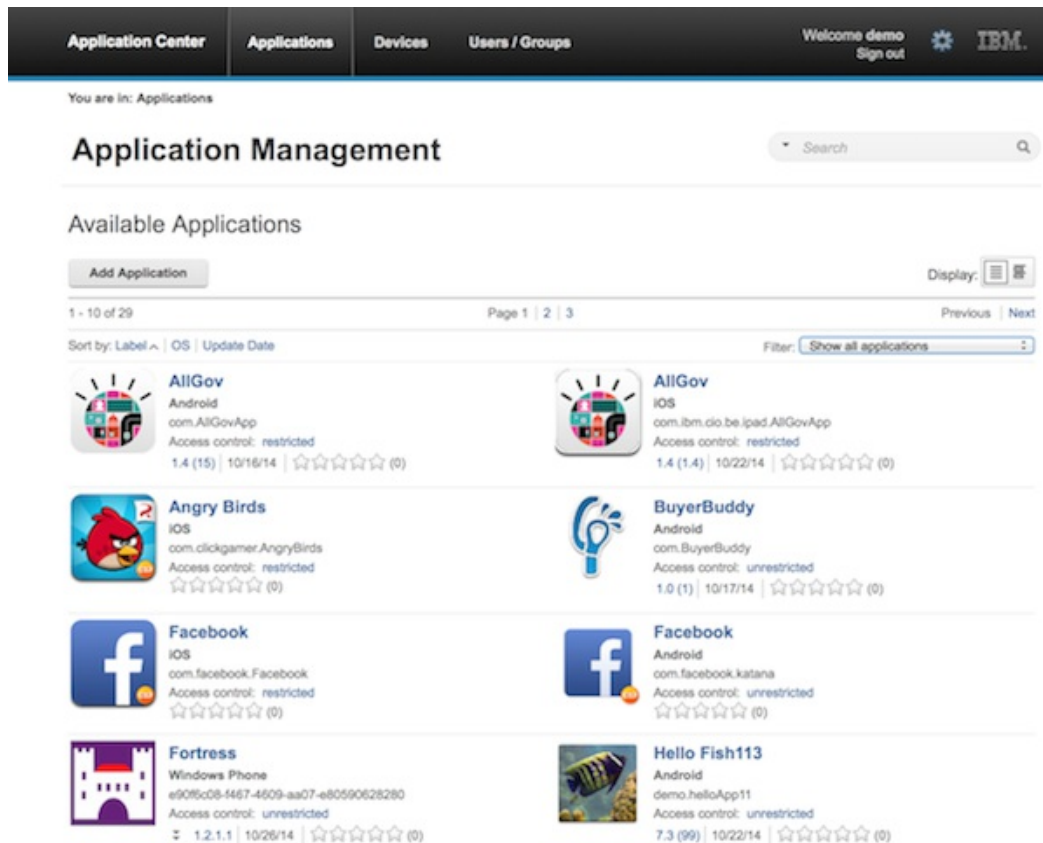 Application Center Applications Devices Users / Groups Welcome demo IBM.
Sign out
You are in: Applications
Application Management
Search
Available Applications
Add Application Display:
1 - 10 of 29 Page 1 | 2 | 3 Previous | Next
Sort by: Label | OS | Update Date Filter: Show all applications
AllGov
Android
com.AllGovApp
Access control: restricted
1.4 (15) | 10/16/14 | (0)
AllGov
iOS
com.ibm.cio.be.ipad.AllGovApp
Access control: restricted
1.4 (1.4) | 10/22/14 | (0)
Angry Birds
iOS
com.clickgamer.AngryBirds
Access control: restricted
(0)
BuyerBuddy
Android
com.BuyerBuddy
Access control: unrestricted
1.0 (1) | 10/17/14 | (0)
Facebook
iOS
com.facebook.Facebook
Access control: restricted
(0)
Facebook
Android
com.facebook.katana
Access control: unrestricted
(0)
Fortress
Windows Phone
e90f6c08-f467-4609-aa07-e80590628280
Access control: unrestricted
1.2.1.1 | 10/26/14 | (0)
Hello Fish113
Android
demo.helloApp11
Access control: unrestricted
7.3 (99) | 10/22/14 | (0)